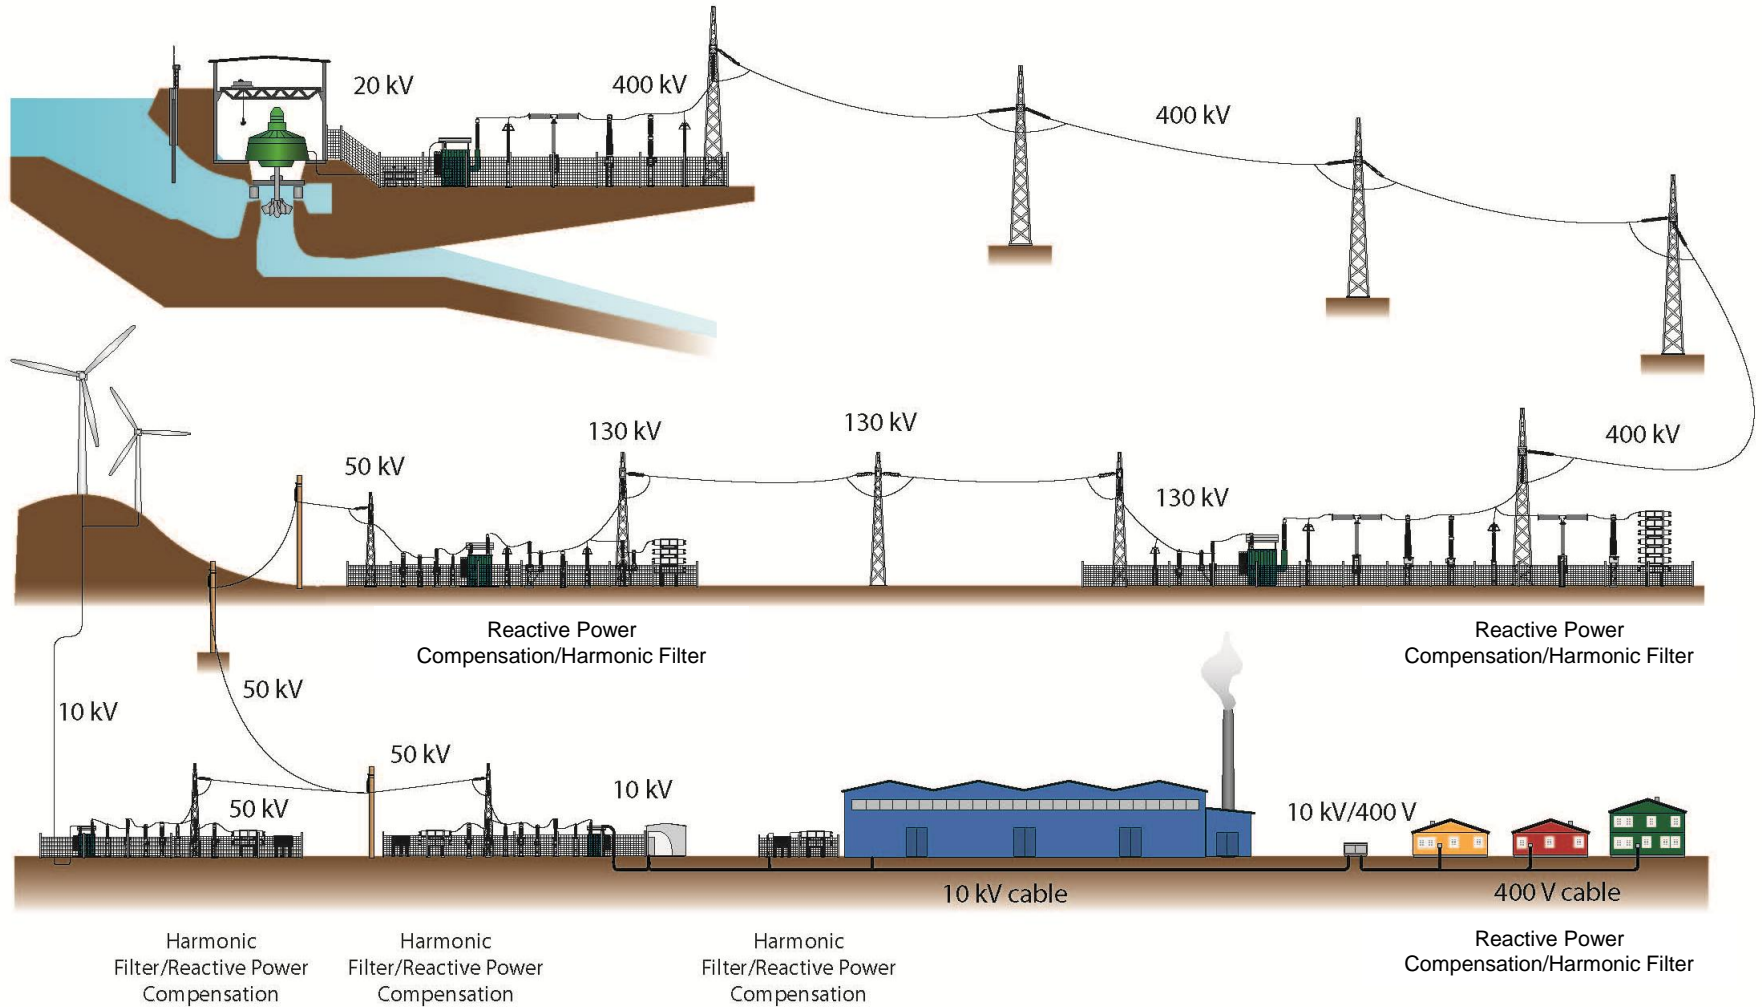 20 kV
400 kV
400 kV
400 kV
130 kV
130 kV
50 kV
130 kV
Reactive Power
Compensation/Harmonic Filter
Reactive Power
Compensation/Harmonic Filter
50 kV
10 kV
50 kV
50 kV
10 kV
10 kV/400 V
10 kV cable
400 V cable
Harmonic
Filter/Reactive Power
Compensation
Harmonic
Filter/Reactive Power
Compensation
Harmonic
Filter/Reactive Power
Compensation
Reactive Power
Compensation/Harmonic Filter